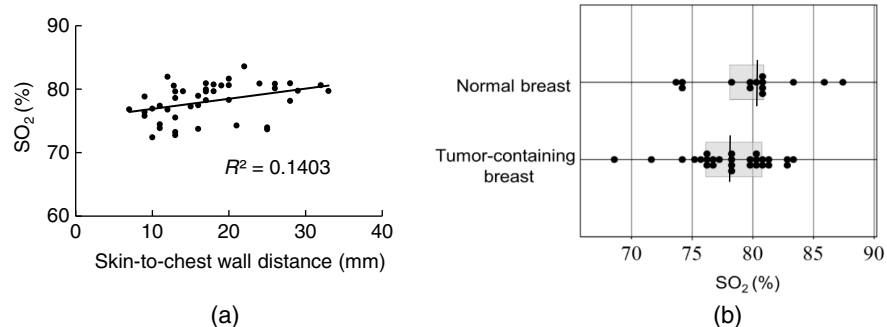 90
80
70
60
SO2 (%)
R² = 0.1403
0 10 20 30 40
Skin-to-chest wall distance (mm)
(a)
Normal breast
Tumor-containing
breast
70 75 80 85 90
SO2 (%)
(b)